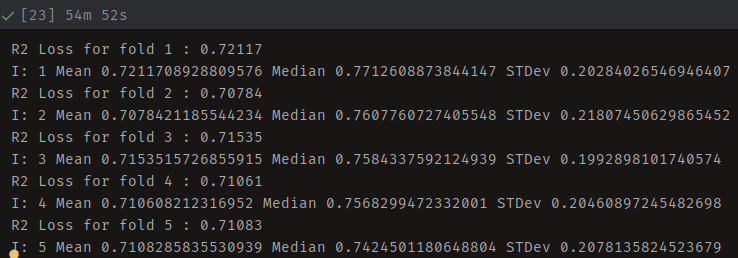 [23] 54m 52s
R2 Loss for fold 1 : 0.72117
I: 1 Mean 0.7211708928809576 Median 0.7712608873844147 STDev 0.20284026546946407
R2 Loss for fold 2 : 0.70784
I: 2 Mean 0.7078421185544234 Median 0.7607760727405548 STDev 0.21807450629865452
R2 Loss for fold 3 : 0.71535
I: 3 Mean 0.7153515726855915 Median 0.7584337592124939 STDev 0.1992898101740574
R2 Loss for fold 4 : 0.71061
I: 4 Mean 0.710608212316952 Median 0.7568299472332001 STDev 0.20460897245482698
R2 Loss for fold 5 : 0.71083
I: 5 Mean 0.7108285835530939 Median 0.7424501180648804 STDev 0.2078135824523679